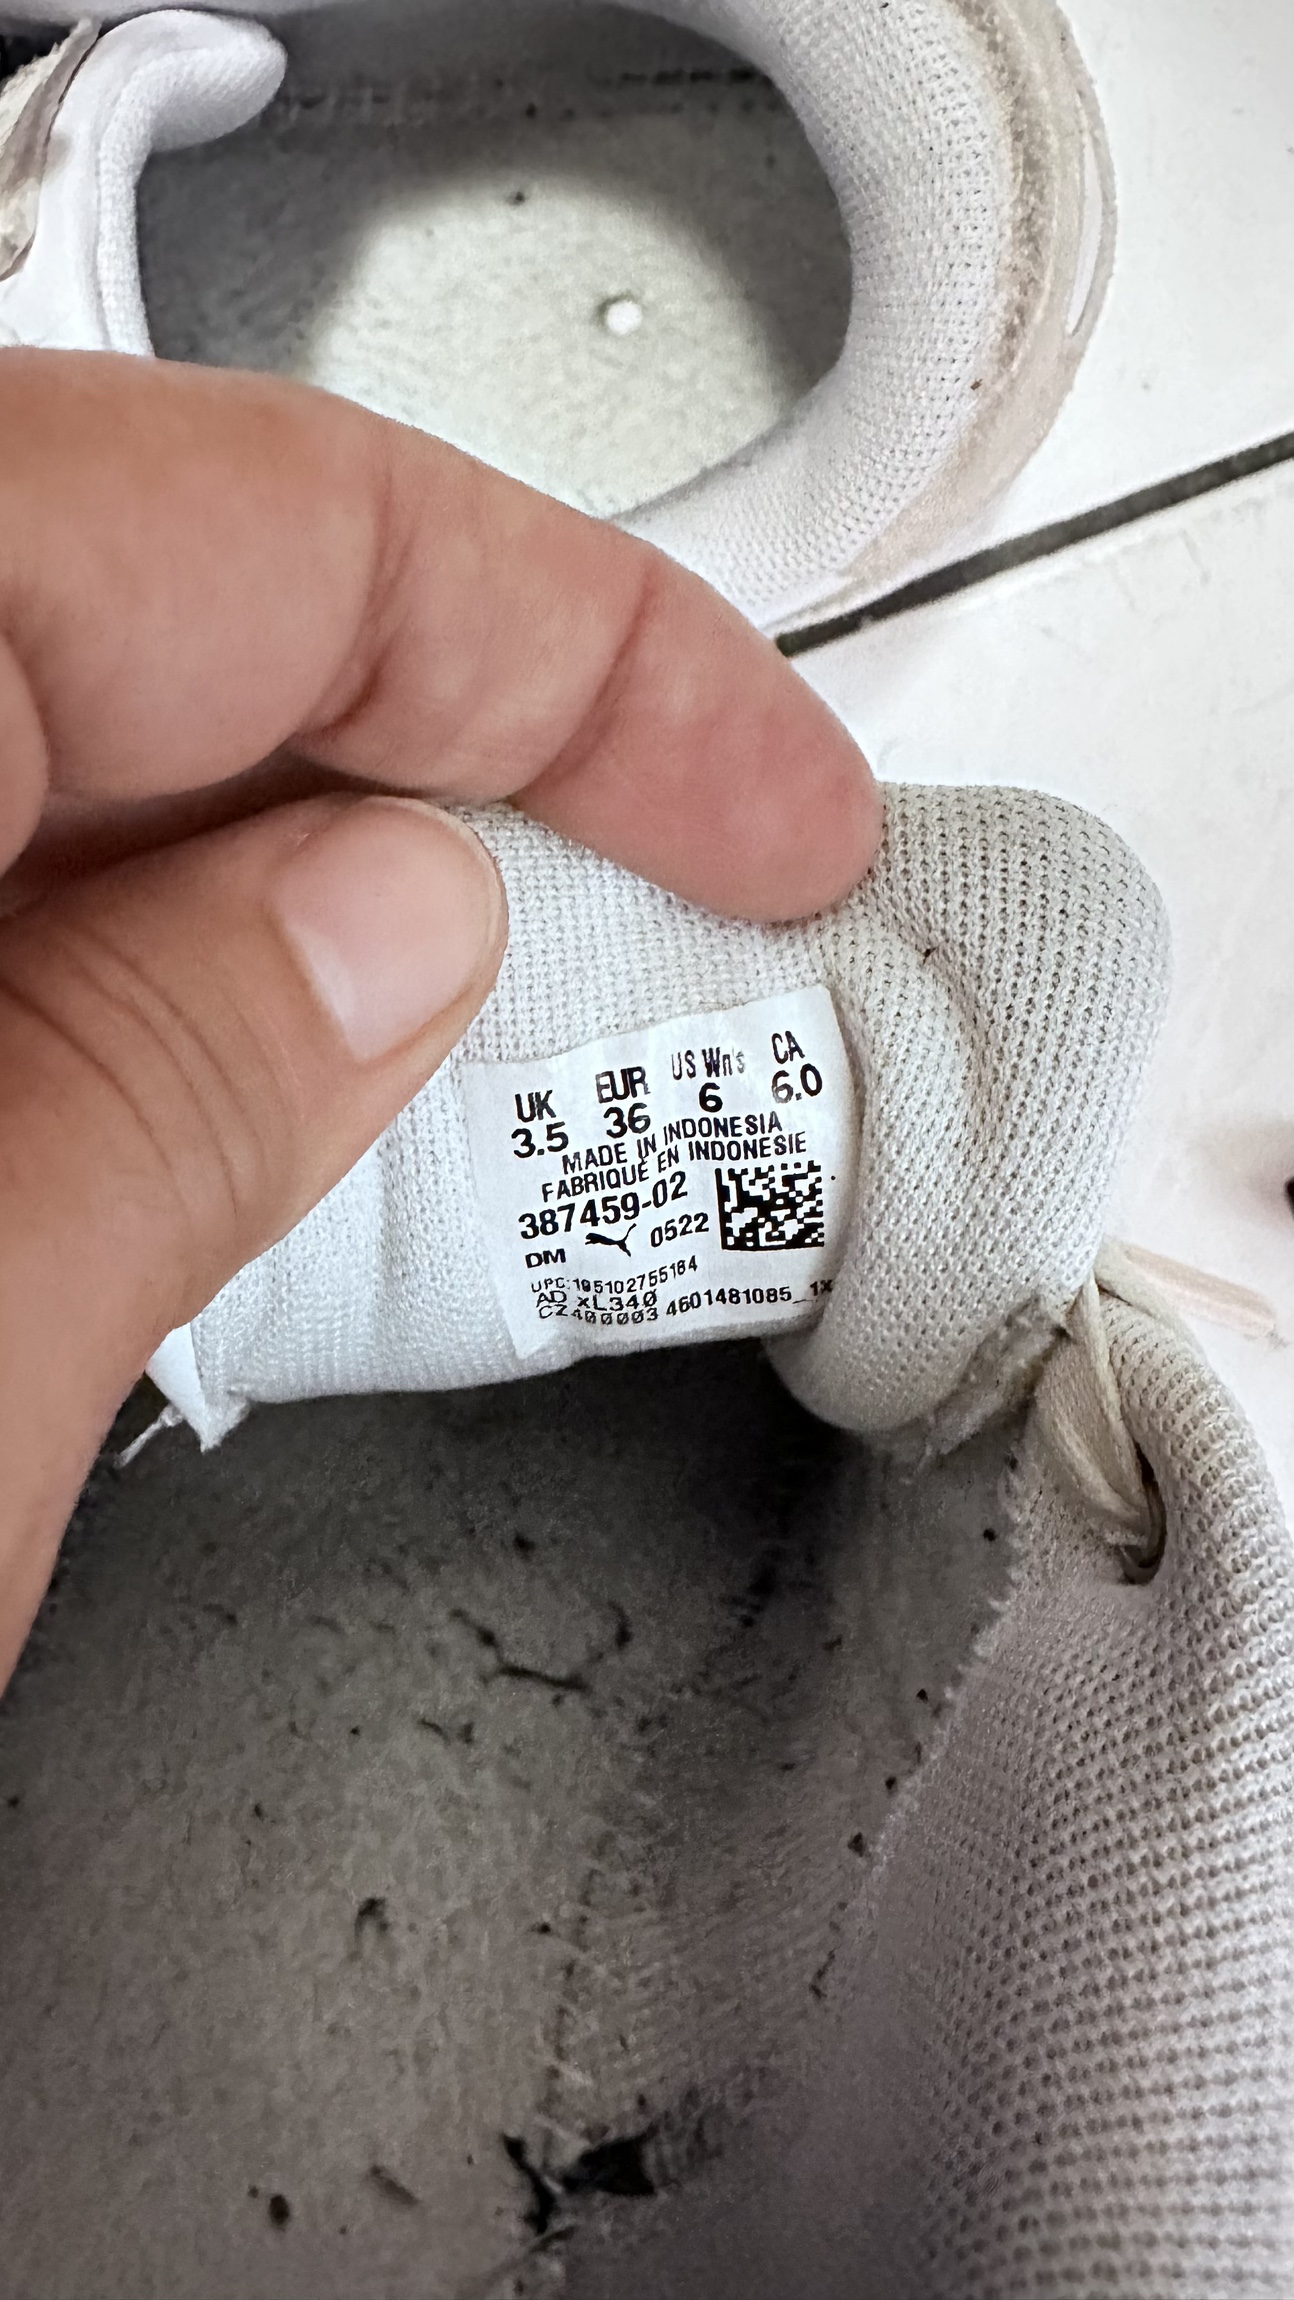 UK EUR US Wn's CA
3.5 36 6 6.0
MADE IN INDONESIA
FABRIQUÉ EN INDONESIE
387459-02
DM 0522
UPC:195102755164
AD XL340
CZ400003 4601481085_1X